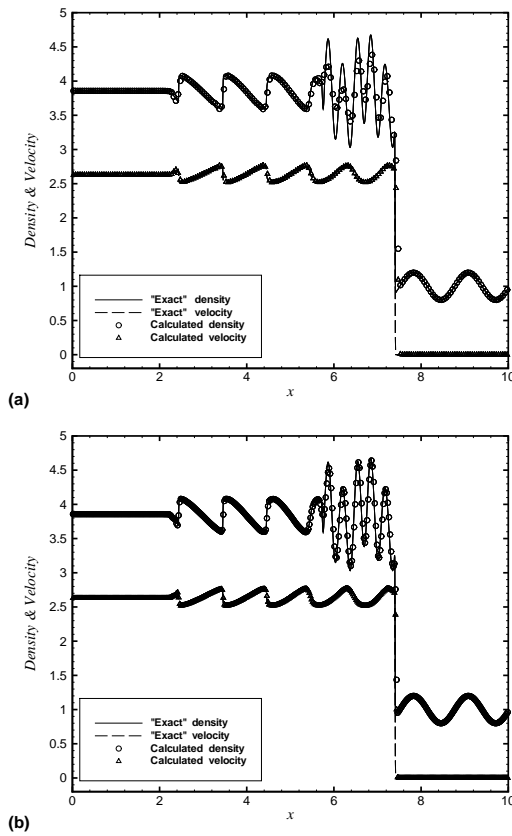 5
4.5
4
3.5
3
2.5
2
1.5
1
0.5
0
Density & Velocity
"Exact" density
"Exact" velocity
Calculated density
Calculated velocity
0 2 4 6 8 10
x
(a)
5
4.5
4
3.5
3
2.5
2
1.5
1
0.5
0
Density & Velocity
"Exact" density
"Exact" velocity
Calculated density
Calculated velocity
0 2 4 6 8 10
x
(b)